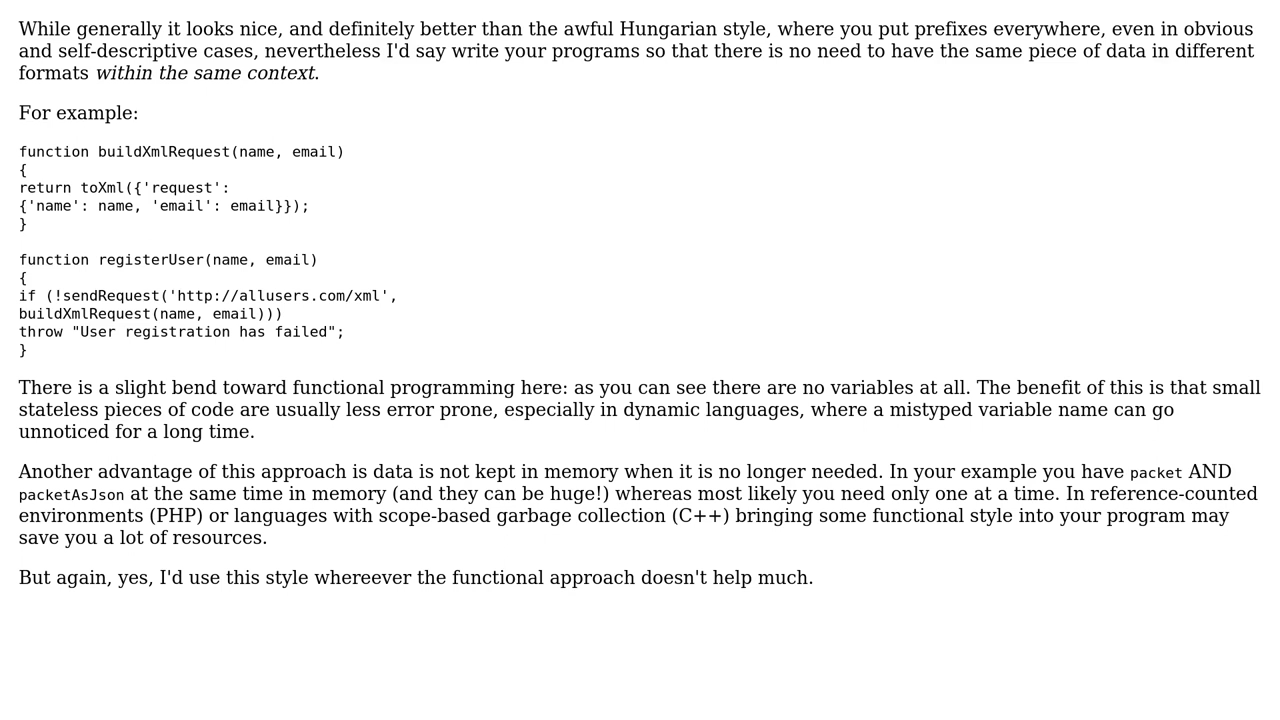 While generally it looks nice, and definitely better than the awful Hungarian style, where you put prefixes everywhere, even in obvious
and self-descriptive cases, nevertheless I'd say write your programs so that there is no need to have the same piece of data in different
formats within the same context.
For example:
function buildXmlRequest(name, email)
{
return toXml({'request':
{'name': name, 'email': email}});
}
function registerUser(name, email)
{
if (!sendRequest('http://allusers.com/xml',
buildXmlRequest(name, email)))
throw "User registration has failed";
}
There is a slight bend toward functional programming here: as you can see there are no variables at all. The benefit of this is that small
stateless pieces of code are usually less error prone, especially in dynamic languages, where a mistyped variable name can go
unnoticed for a long time.
Another advantage of this approach is data is not kept in memory when it is no longer needed. In your example you have packet AND
packetAsJson at the same time in memory (and they can be huge!) whereas most likely you need only one at a time. In reference-counted
environments (PHP) or languages with scope-based garbage collection (C++) bringing some functional style into your program may
save you a lot of resources.
But again, yes, I'd use this style whereever the functional approach doesn't help much.